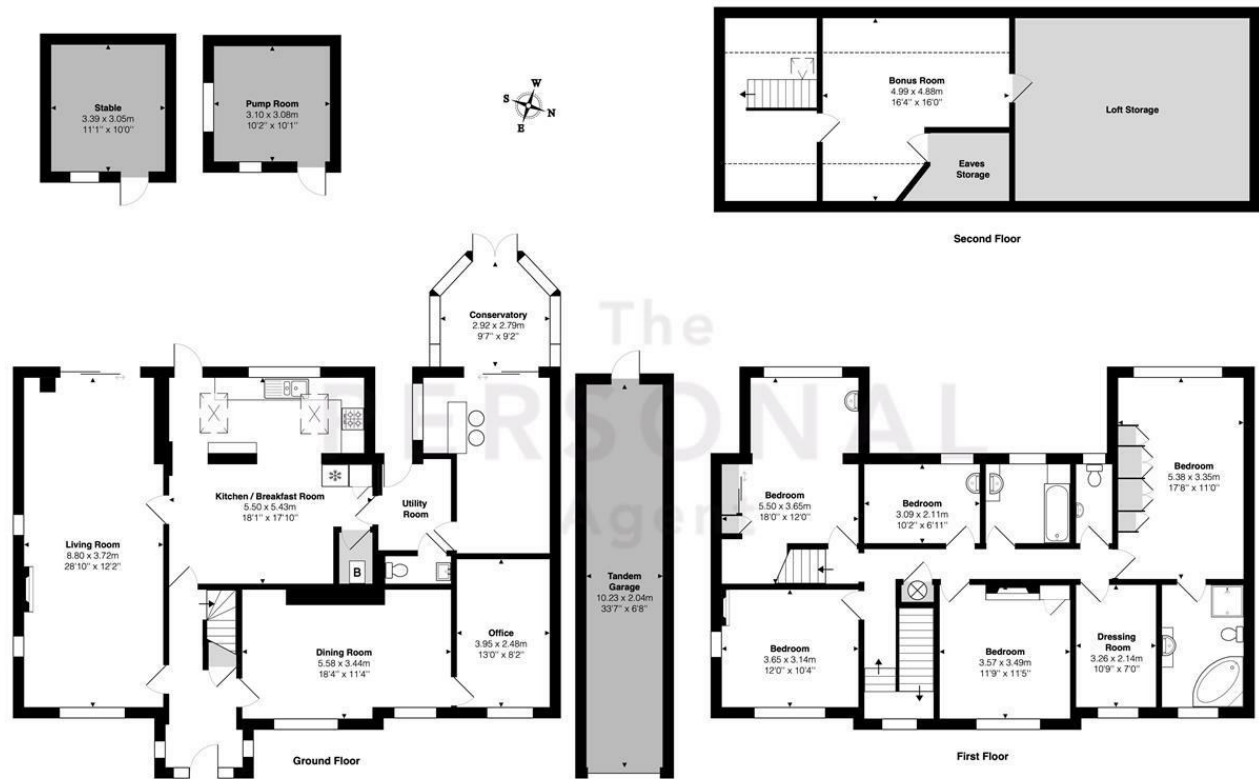 Stable
3.39 x 3.05m
11'1" x 10'0"
Pump Room
3.10 x 3.08m
10'2" x 10'1"
W
S
N
E
Bonus Room
4.99 x 4.88m
16'4" x 16'0"
Loft Storage
Eaves
Storage
Second Floor
The
PERSONAL
Agent
Conservatory
2.92 x 2.79m
9'7" x 9'2"
Kitchen / Breakfast Room
5.50 x 5.43m
18'1" x 17'10"
Utility
Room
Living Room
8.80 x 3.72m
28'10" x 12'2"
B
Dining Room
5.58 x 3.44m
18'4" x 11'4"
Office
3.95 x 2.48m
13'0" x 8'2"
Ground Floor
Tandem
Garage
10.23 x 2.04m
33'7" x 6'8"
Bedroom
5.50 x 3.65m
18'0" x 12'0"
Bedroom
3.09 x 2.11m
10'2" x 6'11"
Bedroom
5.38 x 3.35m
17'8" x 11'0"
Bedroom
3.65 x 3.14m
12'0" x 10'4"
Bedroom
3.57 x 3.49m
11'9" x 11'5"
Dressing
Room
3.26 x 2.14m
10'9" x 7'0"
First Floor